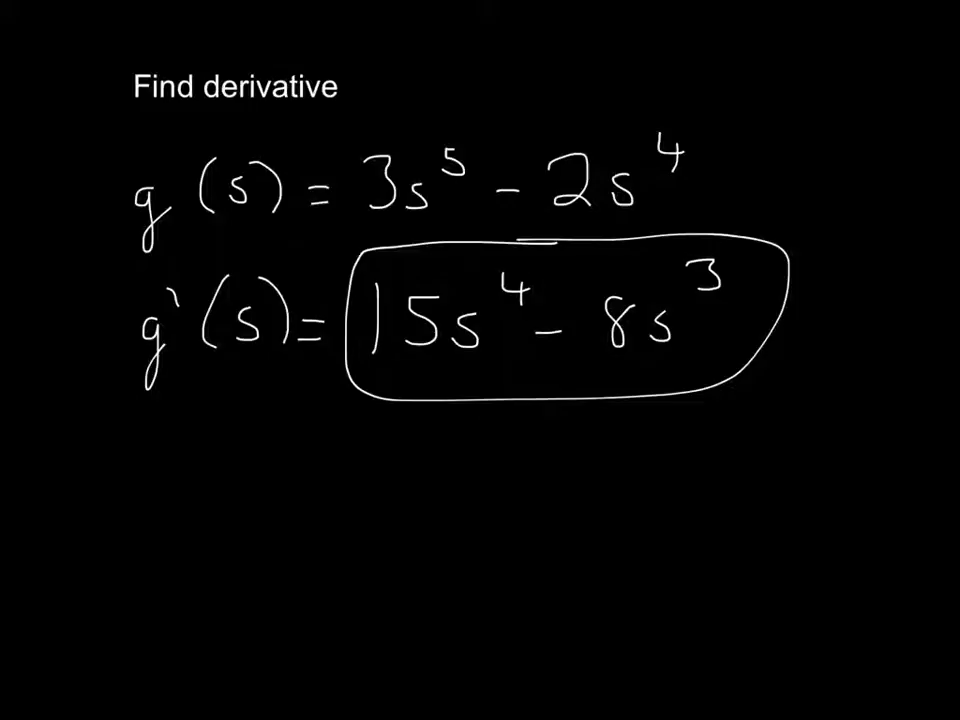 Find derivative
g(s) = 3s⁵ - 2s⁴
g'(s) = 15s⁴ - 8s³